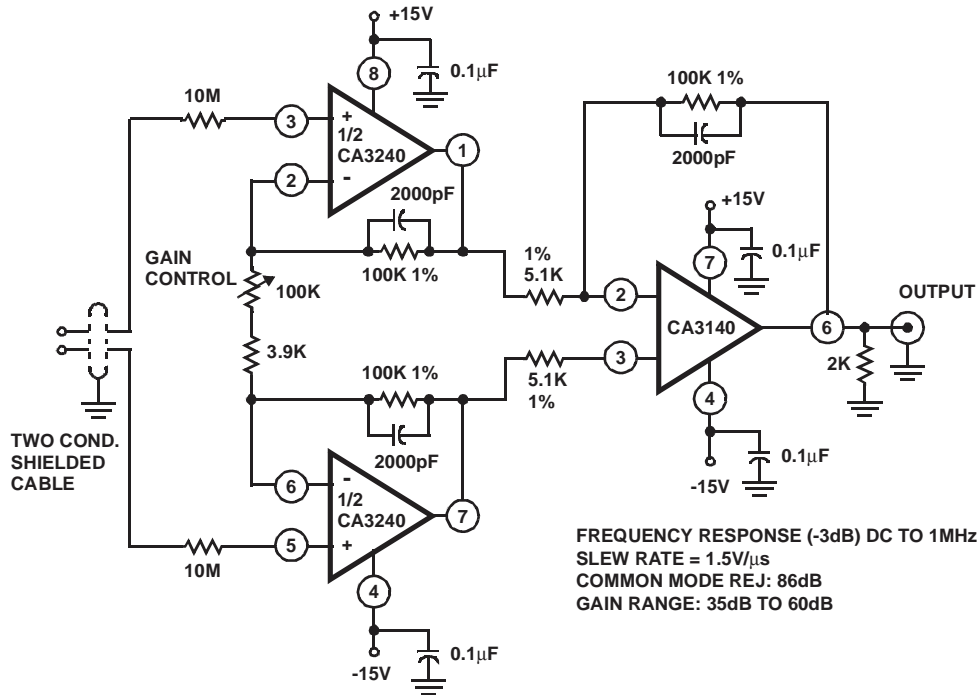 +15V
8
0.1µF
10M
3
+
1/2
CA3240
1
2
-
2000pF
100K 1%
GAIN
CONTROL
100K
3.9K
100K 1%
2000pF
TWO COND.
SHIELDED
CABLE
6
-
1/2
CA3240
7
5
+
10M
4
0.1µF
-15V
100K 1%
2000pF
+15V
0.1µF
7
1%
5.1K
2
CA3140
6
OUTPUT
3
5.1K
1%
2K
4
0.1µF
-15V
FREQUENCY RESPONSE (-3dB) DC TO 1MHz
SLEW RATE = 1.5V/µs
COMMON MODE REJ: 86dB
GAIN RANGE: 35dB TO 60dB